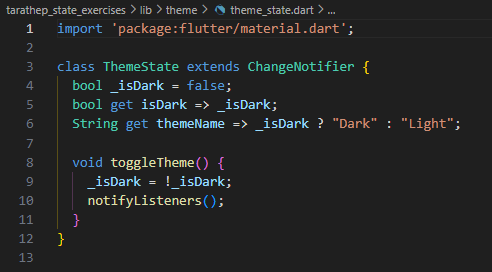 tarathep_state_exercises > lib > theme > theme_state.dart > ...
1 import 'package:flutter/material.dart';
2
3 class ThemeState extends ChangeNotifier {
4   bool _isDark = false;
5   bool get isDark => _isDark;
6   String get themeName => _isDark ? "Dark" : "Light";
7
8   void toggleTheme() {
9     _isDark = !_isDark;
10     notifyListeners();
11   }
12 }
13